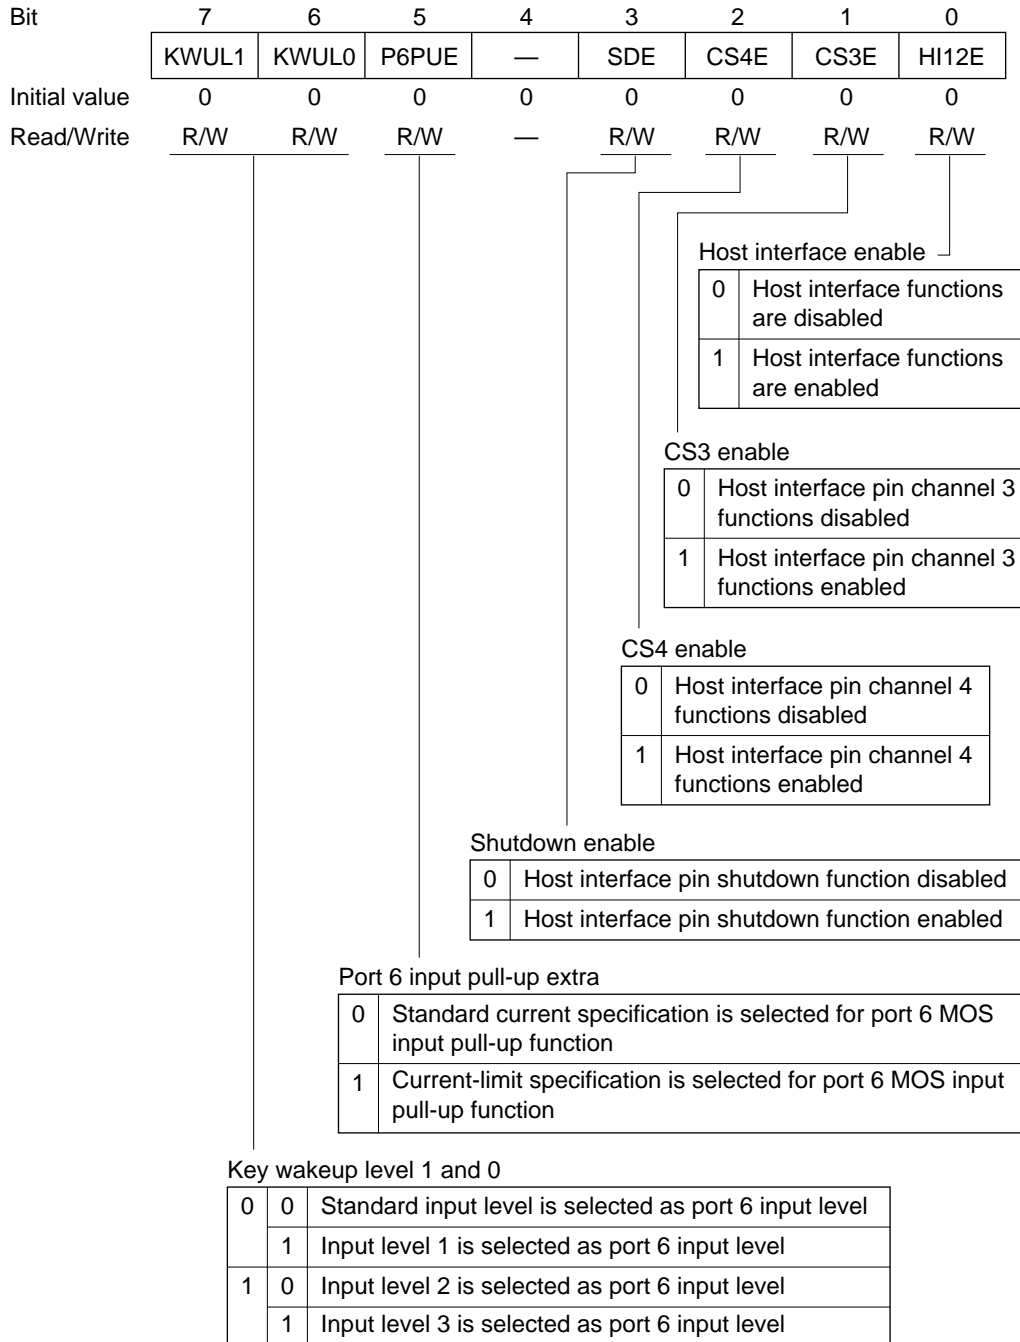 Bit 7 6 5 4 3 2 1 0
KWUL1 KWUL0 P6PUE — SDE CS4E CS3E HI12E
Initial value 0 0 0 0 0 0 0 0
Read/Write R/W R/W R/W — R/W R/W R/W R/W
Host interface enable
0 Host interface functions
are disabled
1 Host interface functions
are enabled
CS3 enable
0 Host interface pin channel 3
functions disabled
1 Host interface pin channel 3
functions enabled
CS4 enable
0 Host interface pin channel 4
functions disabled
1 Host interface pin channel 4
functions enabled
Shutdown enable
0 Host interface pin shutdown function disabled
1 Host interface pin shutdown function enabled
Port 6 input pull-up extra
0 Standard current specification is selected for port 6 MOS
input pull-up function
1 Current-limit specification is selected for port 6 MOS input
pull-up function
Key wakeup level 1 and 0
0 0 Standard input level is selected as port 6 input level
1 Input level 1 is selected as port 6 input level
1 0 Input level 2 is selected as port 6 input level
1 Input level 3 is selected as port 6 input level